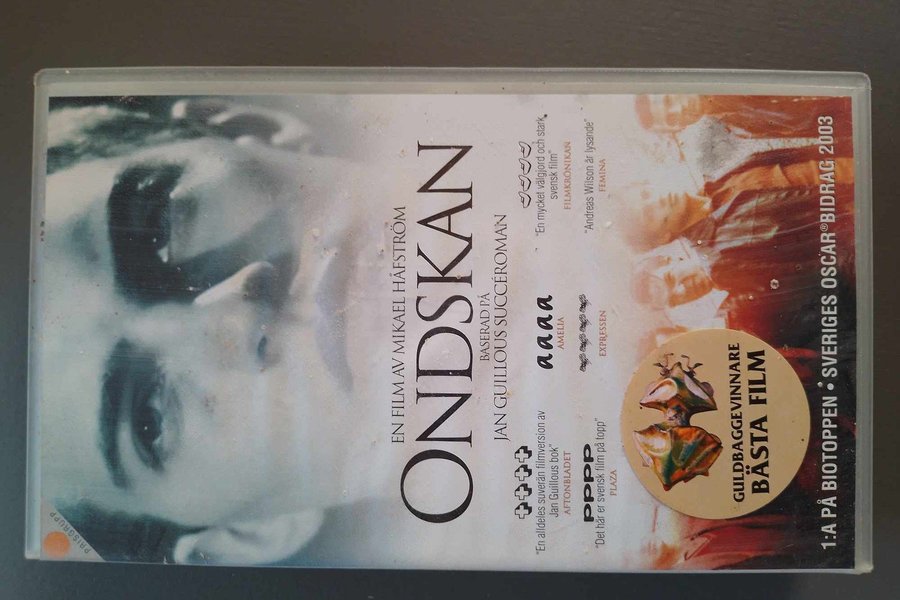 PRISGRUPP
EN FILM AV MIKAEL HÅFSTRÖM
ONDSKAN
BASERAD PÅ
JAN GUILLOUS SUCCÉROMAN
"En alldeles suverän filmversion av
Jan Guillous bok"
AFTONBLADET
aaaa
AMELIA
"En mycket välgjord och stark
svensk film"
FILMKRÖNIKAN
PPPP
"Det här är svensk film på topp"
PLAZA
EXPRESSEN
"Andreas Wilson är lysande"
FEMINA
GULDBAGGEVINNARE
BÄSTA FILM
1:A PÅ BIOTOPPEN • SVERIGES OSCAR® BIDRAG 2003